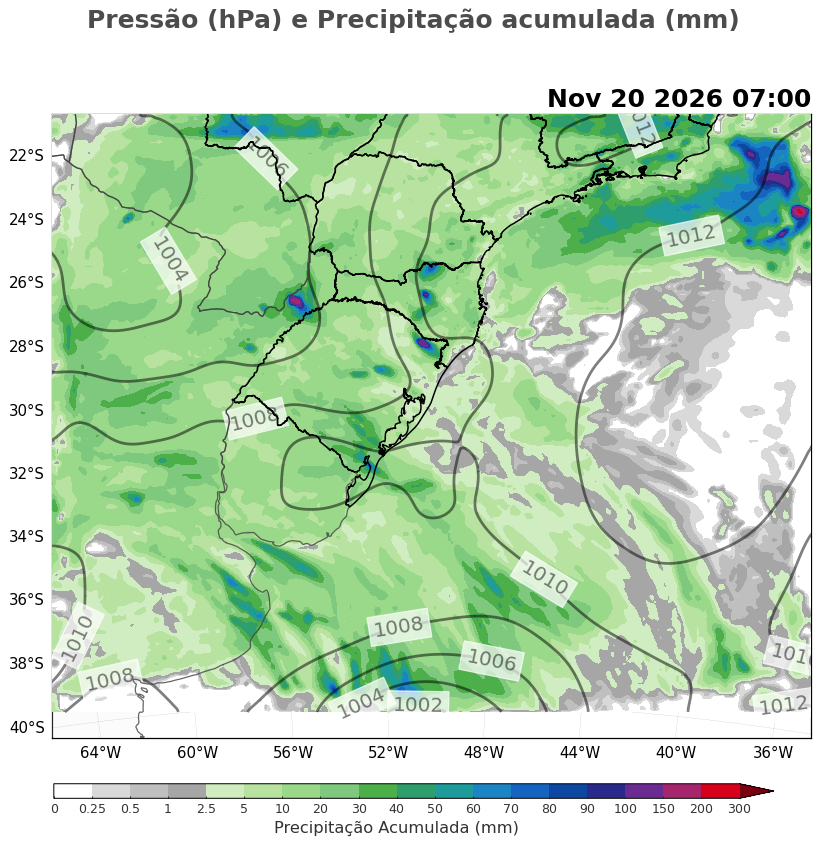 Pressão (hPa) e Precipitação acumulada (mm)
Nov 20 2026 07:00
1012
1006
22°S
24°S
1012
1004
26°S
28°S
30°S
1008
32°S
34°S
1010
36°S
1008
1010
1006
101
38°S
1008
1004
1002
1012
40°S
64°W 60°W 56°W 52°W 48°W 44°W 40°W 36°W
0 0.25 0.5 1 2.5 5 10 20 30 40 50 60 70 80 90 100 150 200 300
Precipitação Acumulada (mm)